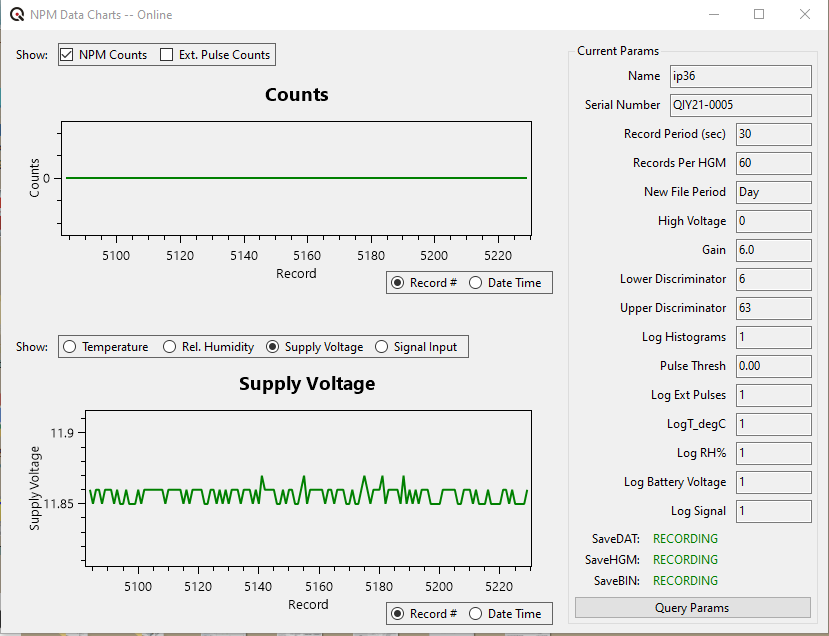 NPM Data Charts -- Online
Show: NPM Counts Ext. Pulse Counts
Counts
Counts
0
5100 5120 5140 5160 5180 5200 5220
Record
Record # Date Time
Show: Temperature Rel. Humidity Supply Voltage Signal Input
Supply Voltage
Supply Voltage
11.9
11.85
5100 5120 5140 5160 5180 5200 5220
Record
Record # Date Time
Current Params
Name ip36
Serial Number QIY21-0005
Record Period (sec) 30
Records Per HGM 60
New File Period Day
High Voltage 0
Gain 6.0
Lower Discriminator 6
Upper Discriminator 63
Log Histograms 1
Pulse Thresh 0.00
Log Ext Pulses 1
LogT_degC 1
Log RH% 1
Log Battery Voltage 1
Log Signal 1
SaveDAT: RECORDING
SaveHGM: RECORDING
SaveBIN: RECORDING
Query Params